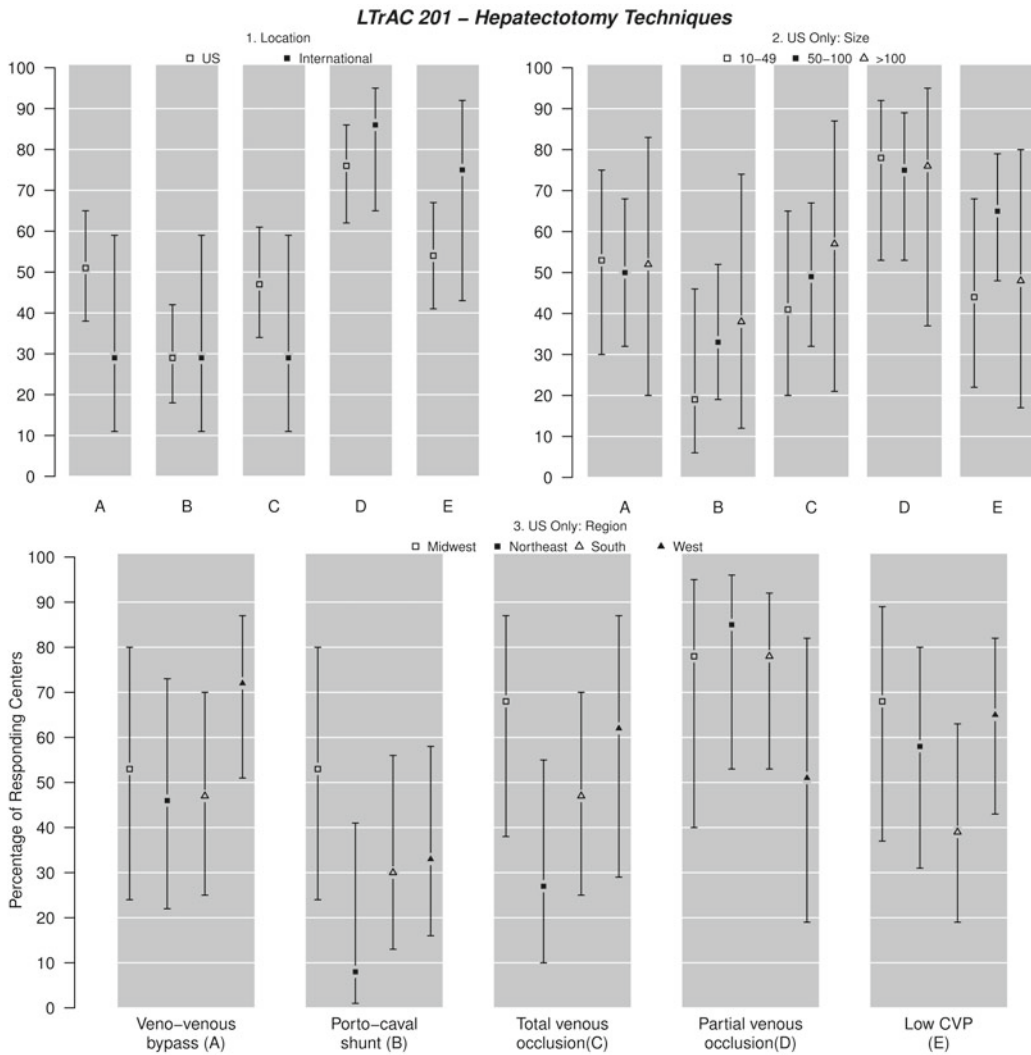 LTrAC 201 – Hepatectotomy Techniques
1. Location
US International
100
90
80
70
60
50
40
30
20
10
0
A B C D E
2. US Only: Size
10−49 50−100 >100
100
90
80
70
60
50
40
30
20
10
0
A B C D E
3. US Only: Region
Midwest Northeast South West
Percentage of Responding Centers
100
90
80
70
60
50
40
30
20
10
0
Veno−venous
bypass (A)
Porto−caval
shunt (B)
Total venous
occlusion(C)
Partial venous
occlusion(D)
Low CVP
(E)